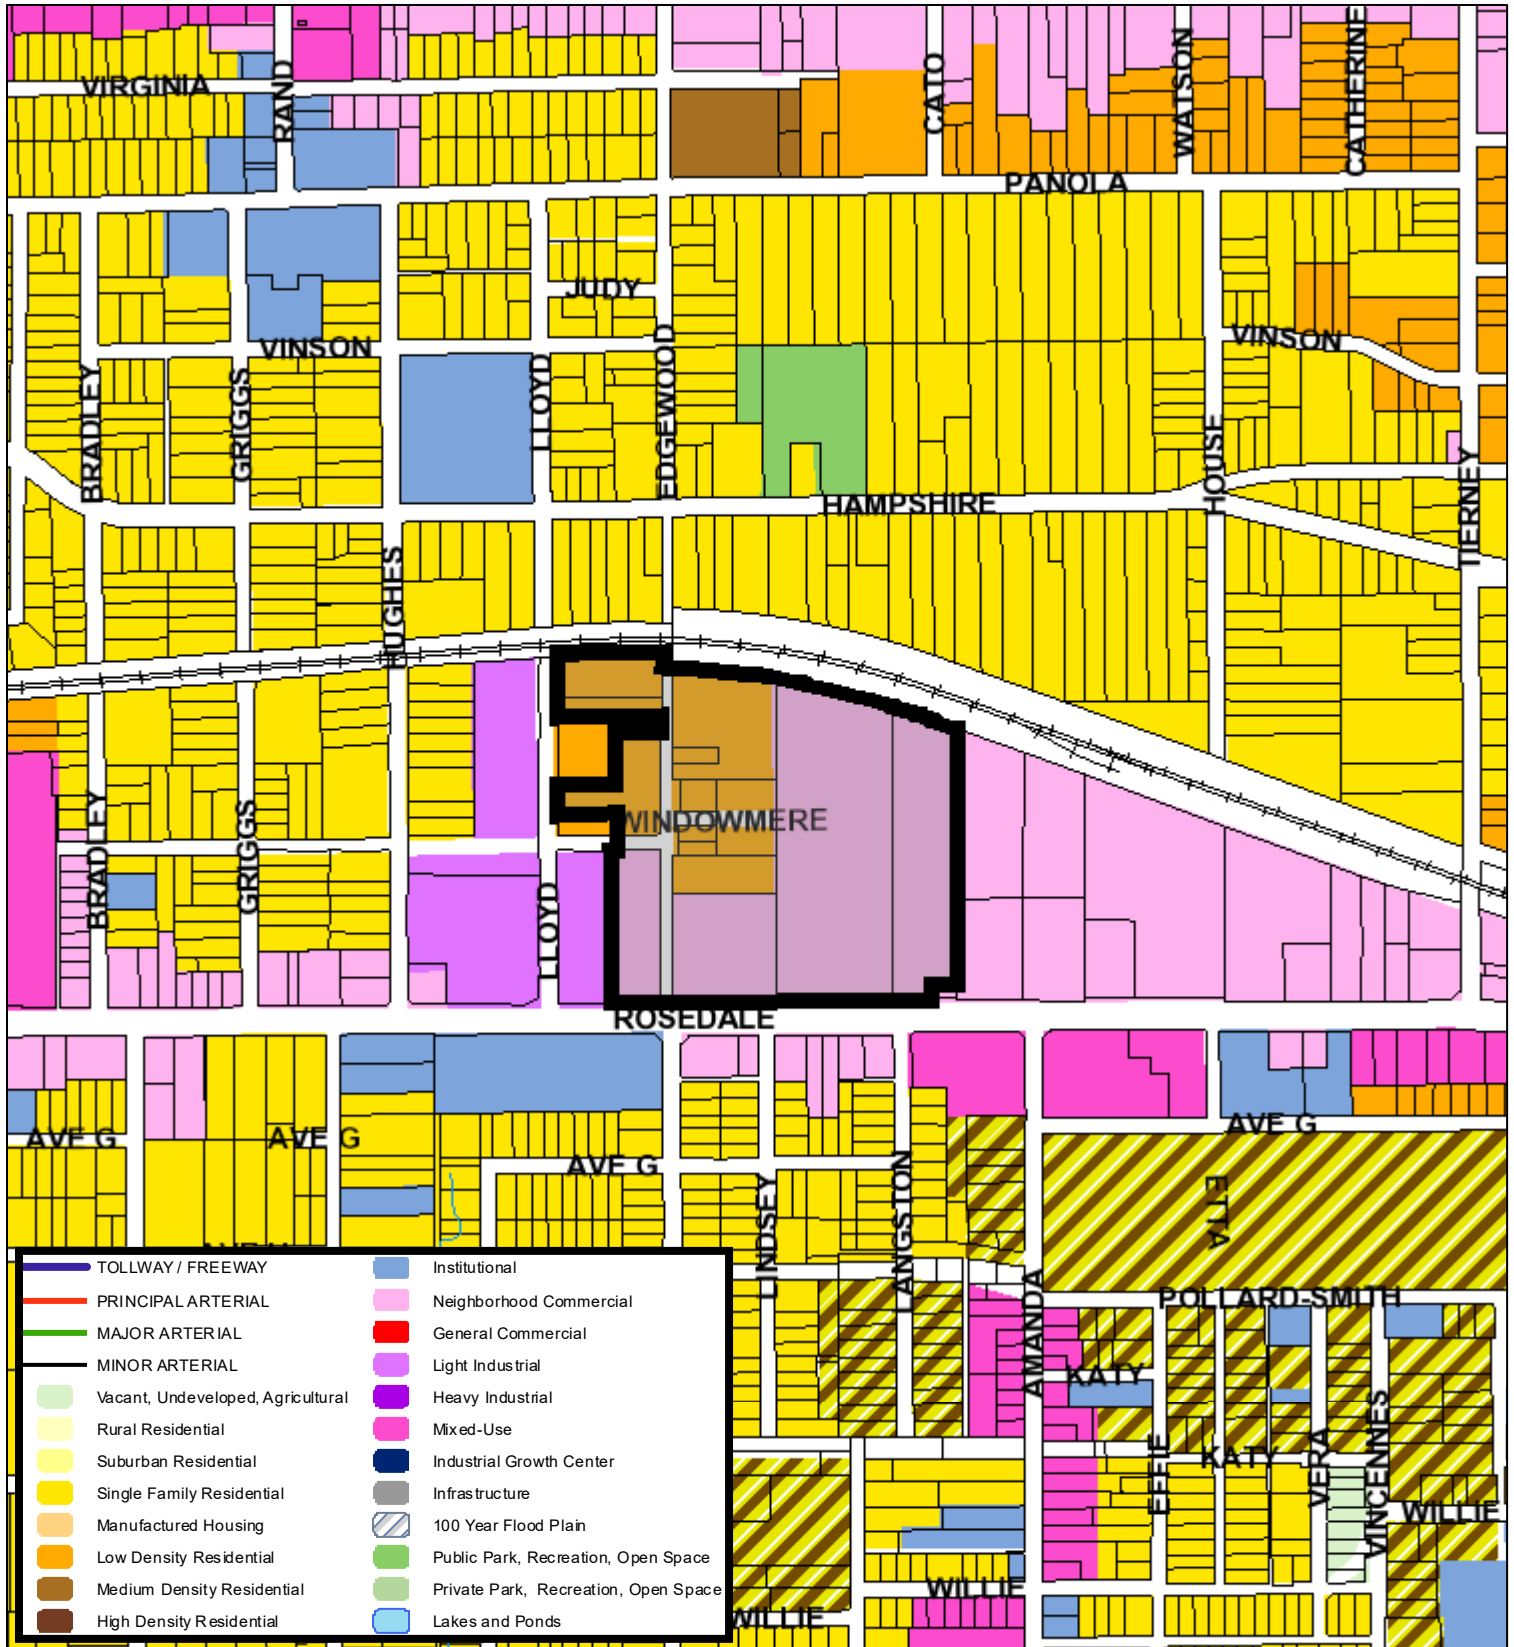 VIRGINIA
RAND
CATO
WATSON
CATHERINE
PANOLA
JUDY
VINSON
VINSON
BRADLEY
GRIGGS
LLOYD
EDGEWOOD
HOUSE
TIERNEY
HAMPSHIRE
HUGHES
WINDOWMERE
BRADLEY
GRIGGS
LLOYD
ROSEDALE
AVE G
AVE G
AVE G
AVE G
LINDSEY
LANGSTON
ETTA
AMANDA
POLLARD-SMITH
KATY
KATY
EFFIE
VERA
VINCENNES
WILLIE
WILLIE
WILLIE
TOLLWAY / FREEWAY
PRINCIPAL ARTERIAL
MAJOR ARTERIAL
MINOR ARTERIAL
Vacant, Undeveloped, Agricultural
Rural Residential
Suburban Residential
Single Family Residential
Manufactured Housing
Low Density Residential
Medium Density Residential
High Density Residential
Institutional
Neighborhood Commercial
General Commercial
Light Industrial
Heavy Industrial
Mixed-Use
Industrial Growth Center
Infrastructure
100 Year Flood Plain
Public Park, Recreation, Open Space
Private Park, Recreation, Open Space
Lakes and Ponds